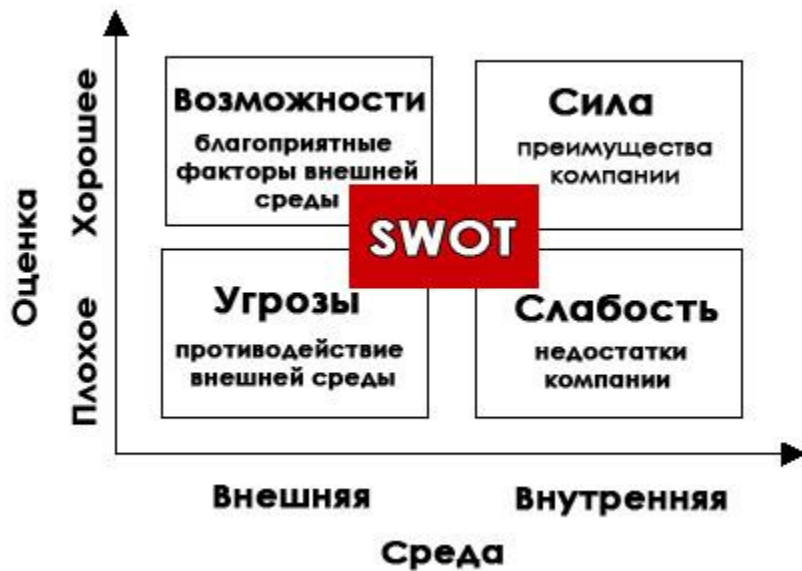 Оценка
Хорошее
Плохое
Возможности
благоприятные
факторы внешней
среды
Сила
преимущества
компании
SWOT
Угрозы
противодействие
внешней среды
Слабость
недостатки
компании
Внешняя
Внутренняя
Среда